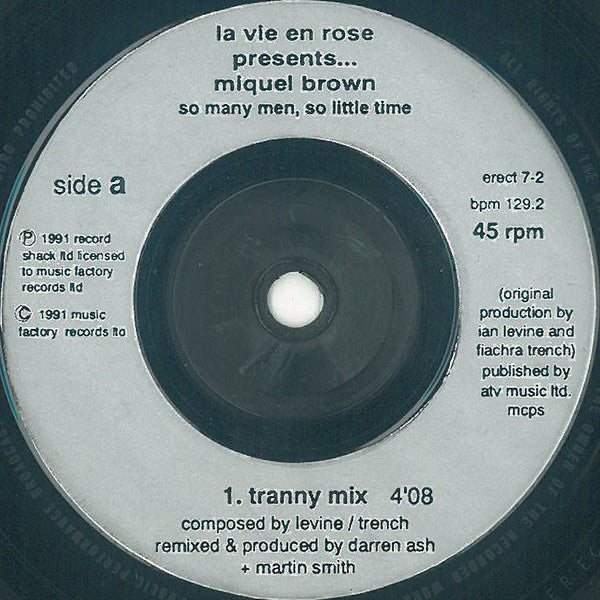 la vie en rose
presents...
miquel brown
so many men, so little time
side a
erect 7-2
bpm 129.2
45 rpm
℗ 1991 record
shack ltd licensed
to music factory
records ltd
© 1991 music
factory records ltd
(original
production by
ian levine and
fiachra trench)
published by
atv music ltd.
mcps
1. tranny mix 4'08
composed by levine / trench
remixed & produced by darren ash
+ martin smith